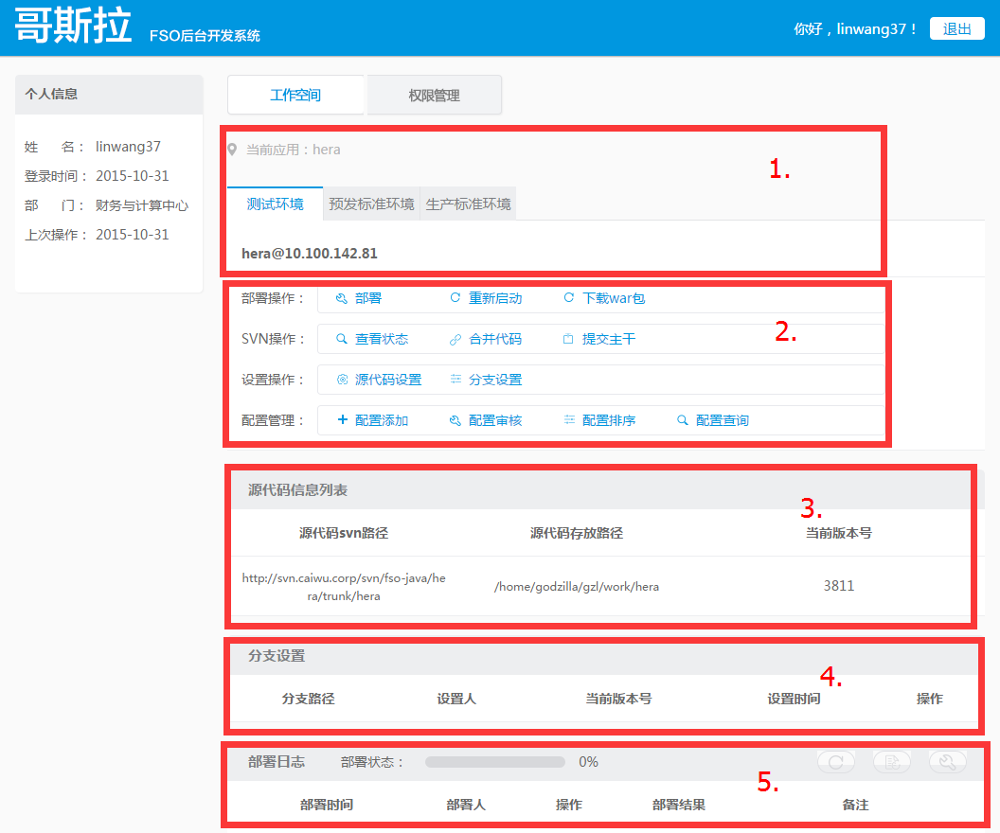 哥斯拉 FSO后台开发系统 你好，linwang37！ 退出
个人信息
姓 名： linwang37
登录时间： 2015-10-31
部 门： 财务与计算中心
上次操作： 2015-10-31
工作空间 权限管理
当前应用：hera 1.
测试环境 预发标准环境 生产标准环境
hera@10.100.142.81
部署操作： 部署 重新启动 下载war包
2.
SVN操作： 查看状态 合并代码 提交主干
设置操作： 源代码设置 分支设置
配置管理： 配置添加 配置审核 配置排序 配置查询
源代码信息列表
3.
源代码svn路径 源代码存放路径 当前版本号
http://svn.caiwu.corp/svn/fso-java/he
ra/trunk/hera /home/godzilla/gzl/work/hera 3811
分支设置
4.
分支路径 设置人 当前版本号 设置时间 操作
部署日志 部署状态： 0%
5.
部署时间 部署人 操作 部署结果 备注